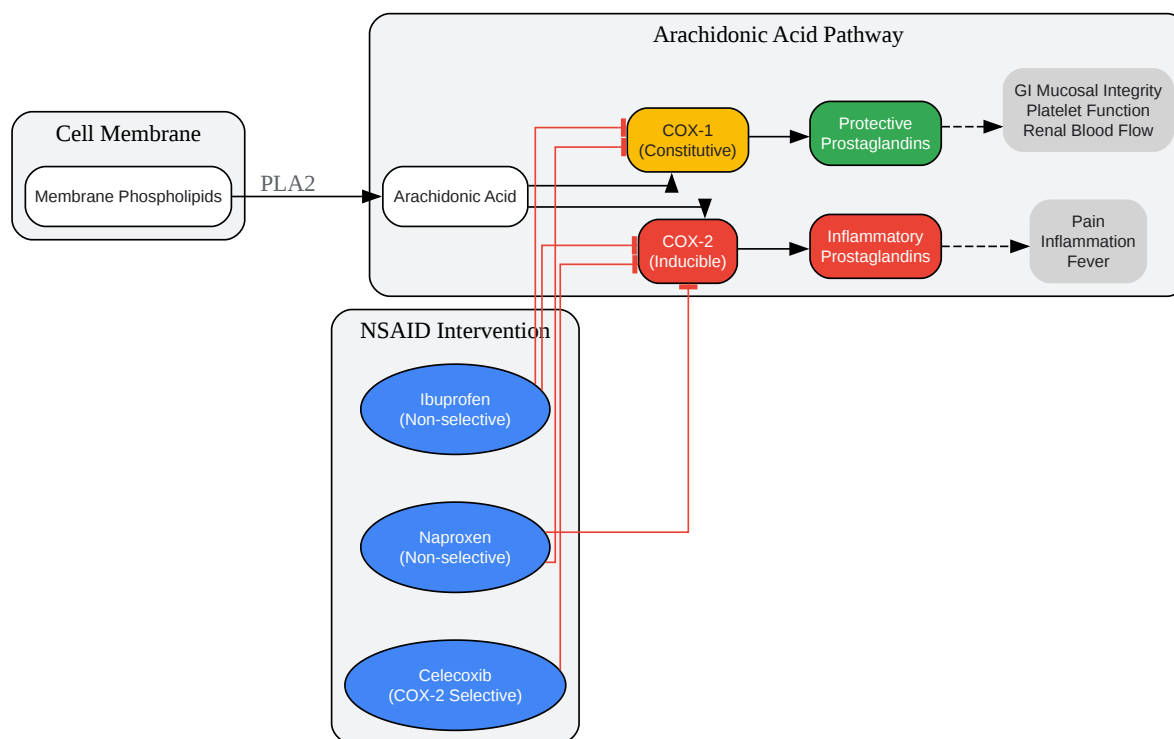 Arachidonic Acid Pathway
Cell Membrane
Membrane Phospholipids
PLA2
Arachidonic Acid
COX-1
(Constitutive)
Protective
Prostaglandins
GI Mucosal Integrity
Platelet Function
Renal Blood Flow
COX-2
(Inducible)
Inflammatory
Prostaglandins
Pain
Inflammation
Fever
NSAID Intervention
Ibuprofen
(Non-selective)
Naproxen
(Non-selective)
Celecoxib
(COX-2 Selective)